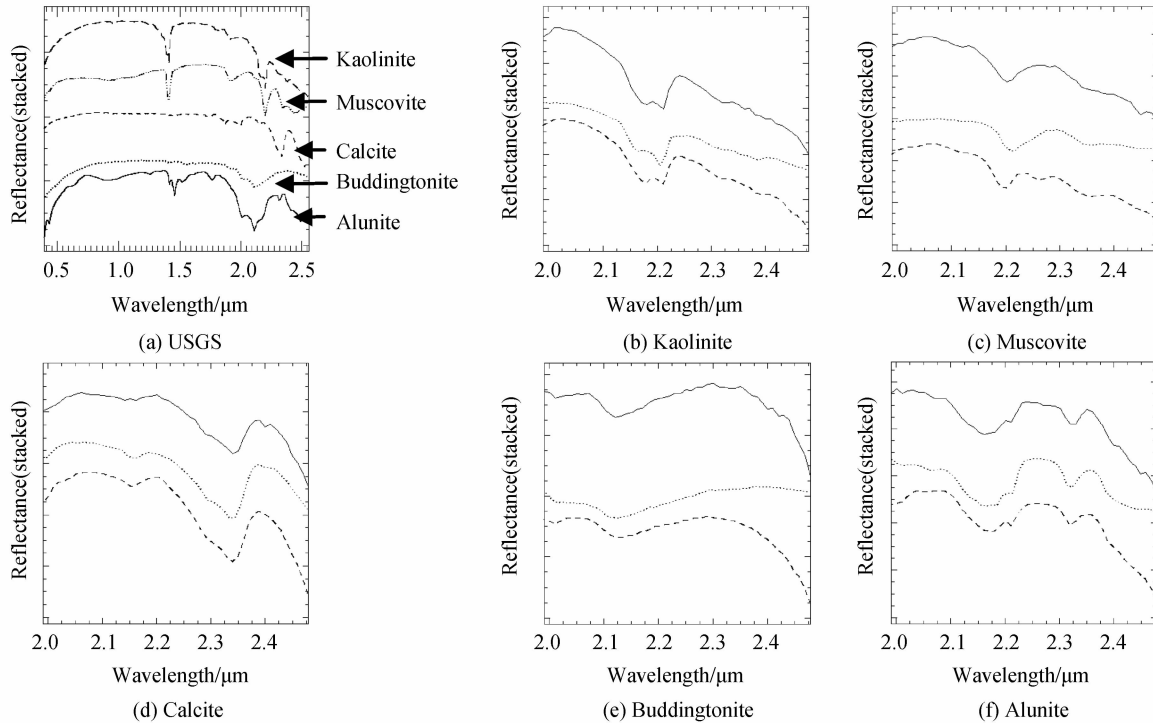 Reflectance(stacked)
Kaolinite
Muscovite
Calcite
Buddingtonite
Alunite
0.5 1.0 1.5 2.0 2.5
Wavelength/μm
(a) USGS
Reflectance(stacked)
2.0 2.1 2.2 2.3 2.4
Wavelength/μm
(b) Kaolinite
Reflectance(stacked)
2.0 2.1 2.2 2.3 2.4
Wavelength/μm
(c) Muscovite
Reflectance(stacked)
2.0 2.1 2.2 2.3 2.4
Wavelength/μm
(d) Calcite
Reflectance(stacked)
2.0 2.1 2.2 2.3 2.4
Wavelength/μm
(e) Buddingtonite
Reflectance(stacked)
2.0 2.1 2.2 2.3 2.4
Wavelength/μm
(f) Alunite